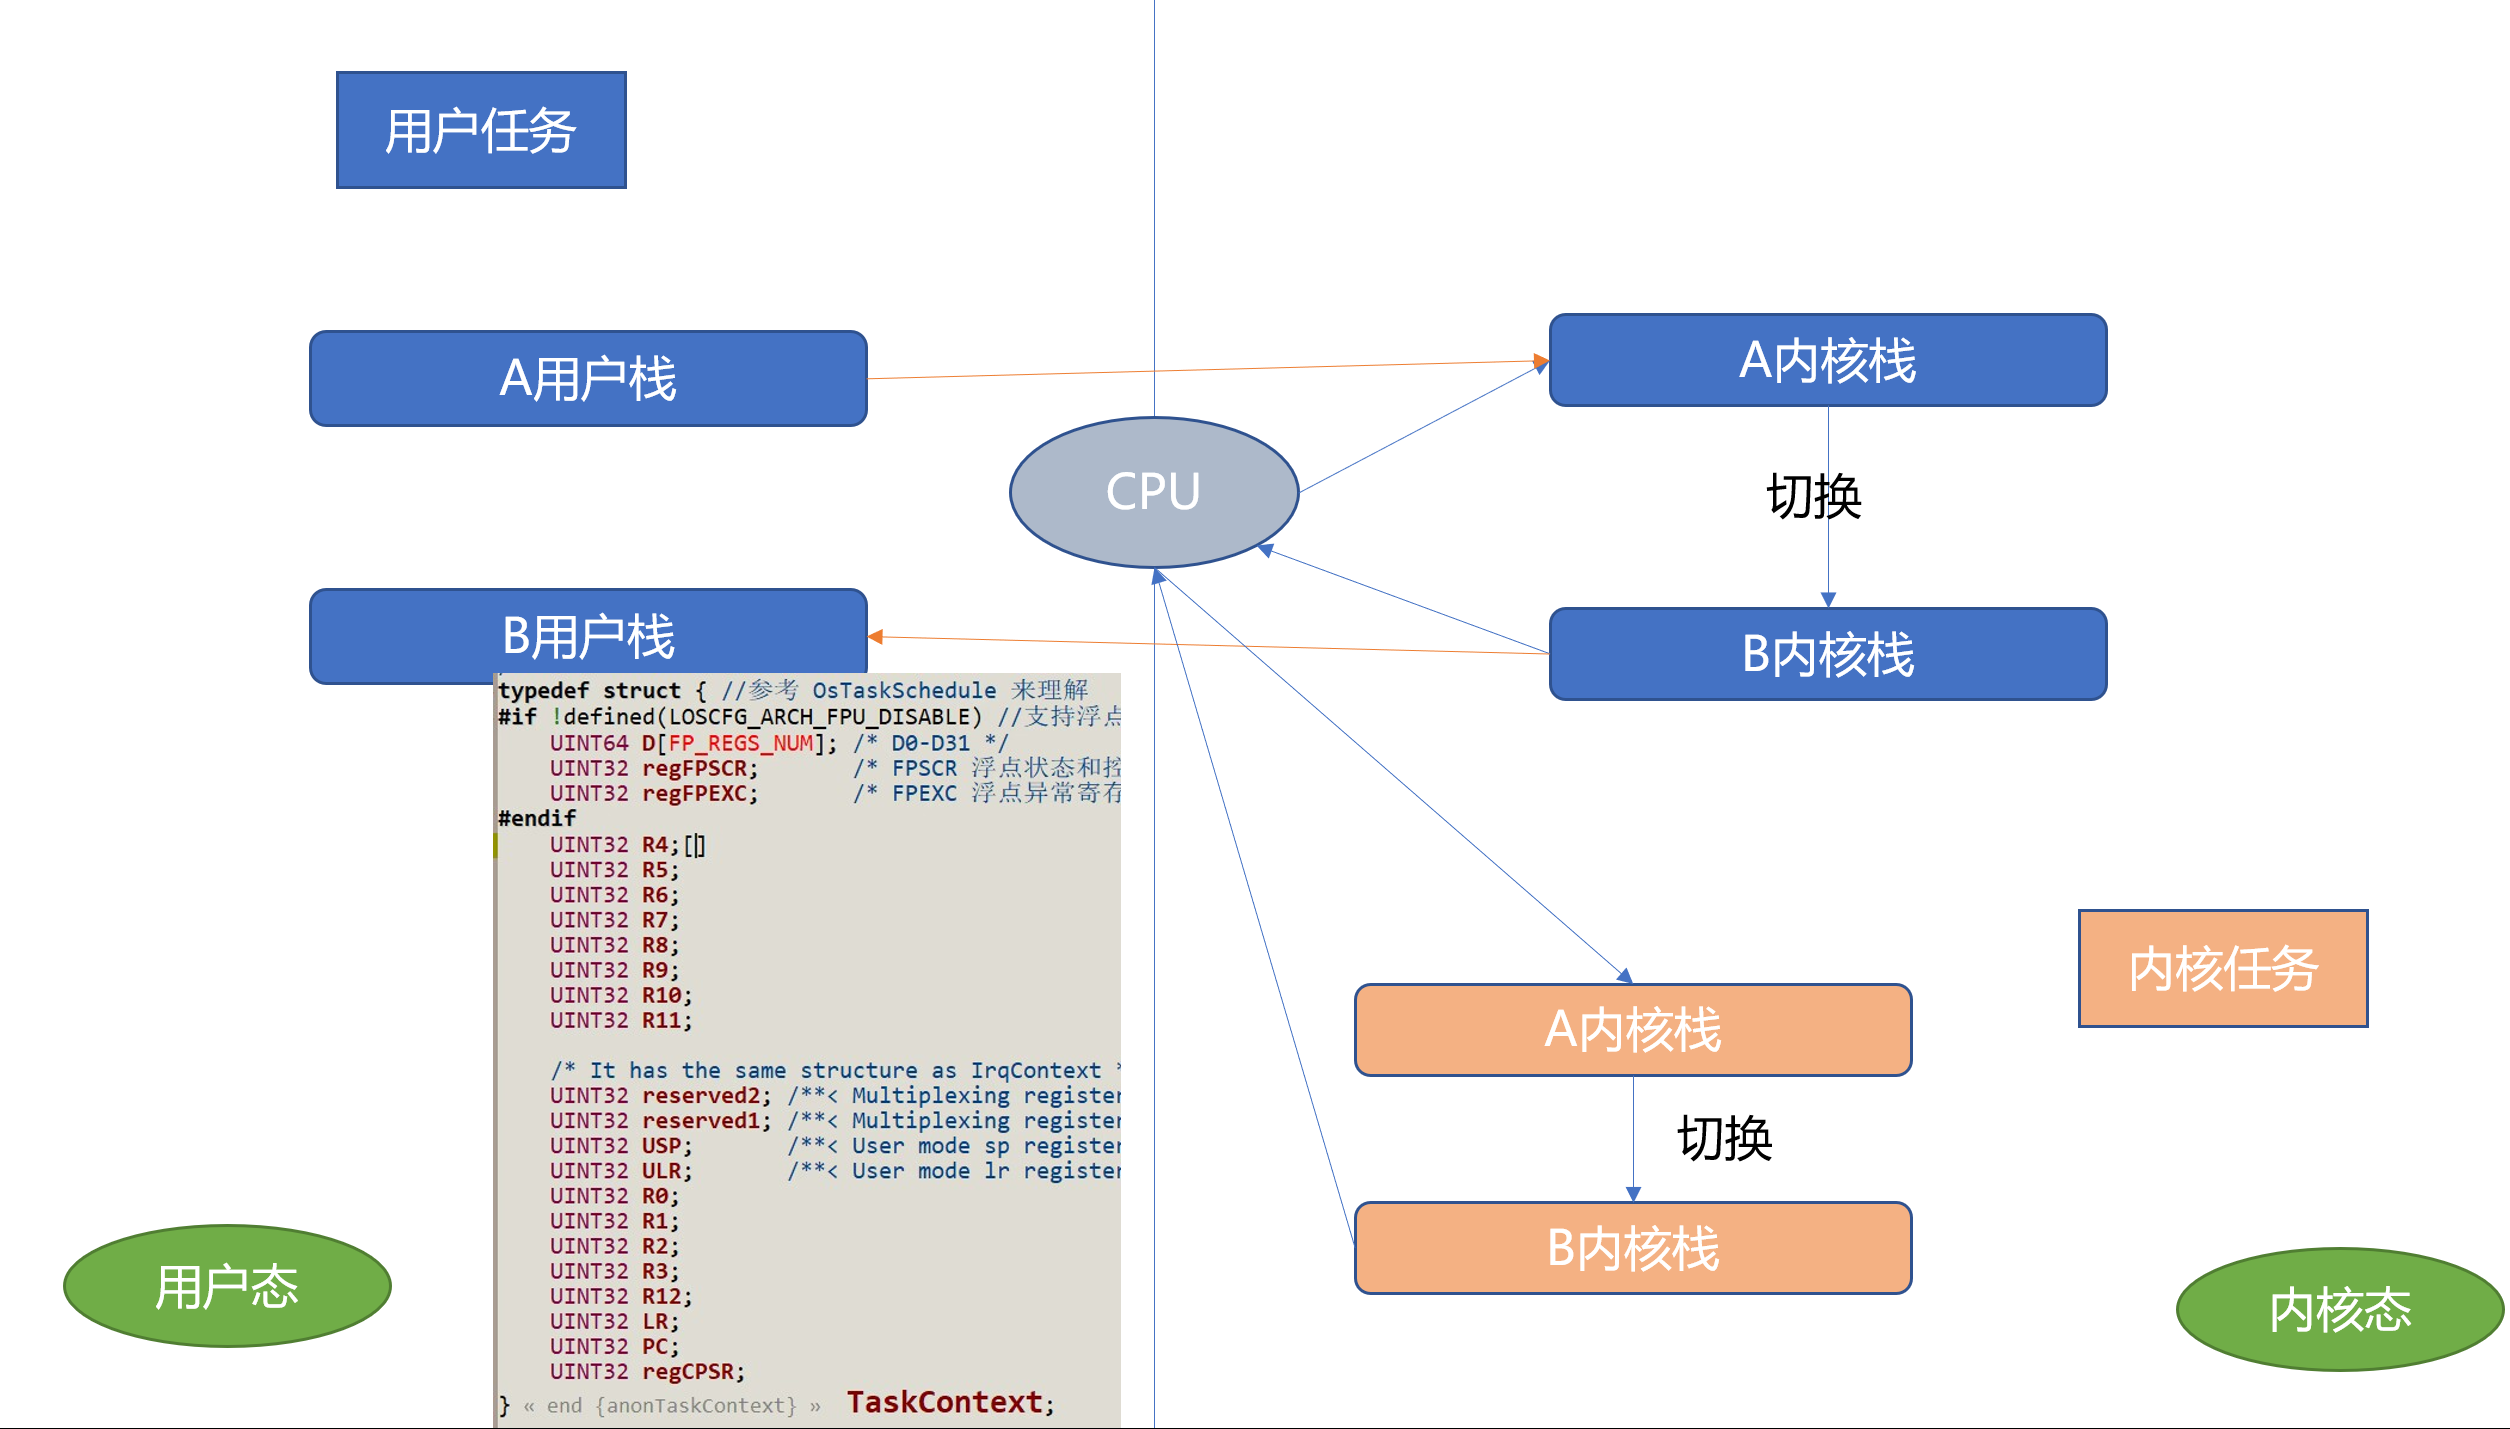 用户任务
A用户栈
A内核栈
CPU
切换
B用户栈
B内核栈
typedef struct { //参考 OsTaskSchedule 来理解
#if !defined(LOSCFG_ARCH_FPU_DISABLE) //支持浮点
UINT64 D[FP_REGS_NUM]; /* D0-D31 */
UINT32 regFPSCR; /* FPSCR 浮点状态和控
UINT32 regFPEXC; /* FPEXC 浮点异常寄存
#endif
UINT32 R4;[]
UINT32 R5;
UINT32 R6;
UINT32 R7;
UINT32 R8;
UINT32 R9;
UINT32 R10;
UINT32 R11;
/* It has the same structure as IrqContext *
UINT32 reserved2; /**< Multiplexing register
UINT32 reserved1; /**< Multiplexing register
UINT32 USP; /**< User mode sp register
UINT32 ULR; /**< User mode lr register
UINT32 R0;
UINT32 R1;
UINT32 R2;
UINT32 R3;
UINT32 R12;
UINT32 LR;
UINT32 PC;
UINT32 regCPSR;
} « end {anonTaskContext} » TaskContext;
内核任务
A内核栈
切换
B内核栈
用户态
内核态